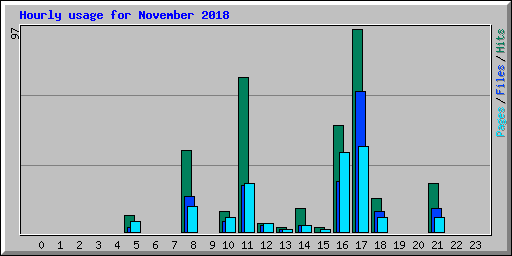 Hourly usage for November 2018
97
Pages / Files / Hits
0 1 2 3 4 5 6 7 8 9 10 11 12 13 14 15 16 17 18 19 20 21 22 23